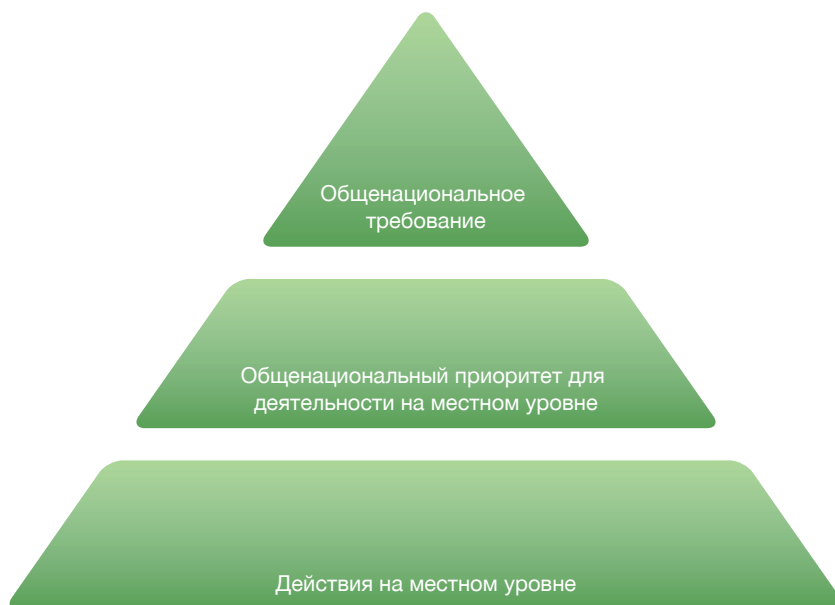 Общенациональное
требование
Общенациональный приоритет для
деятельности на местном уровне
Действия на местном уровне